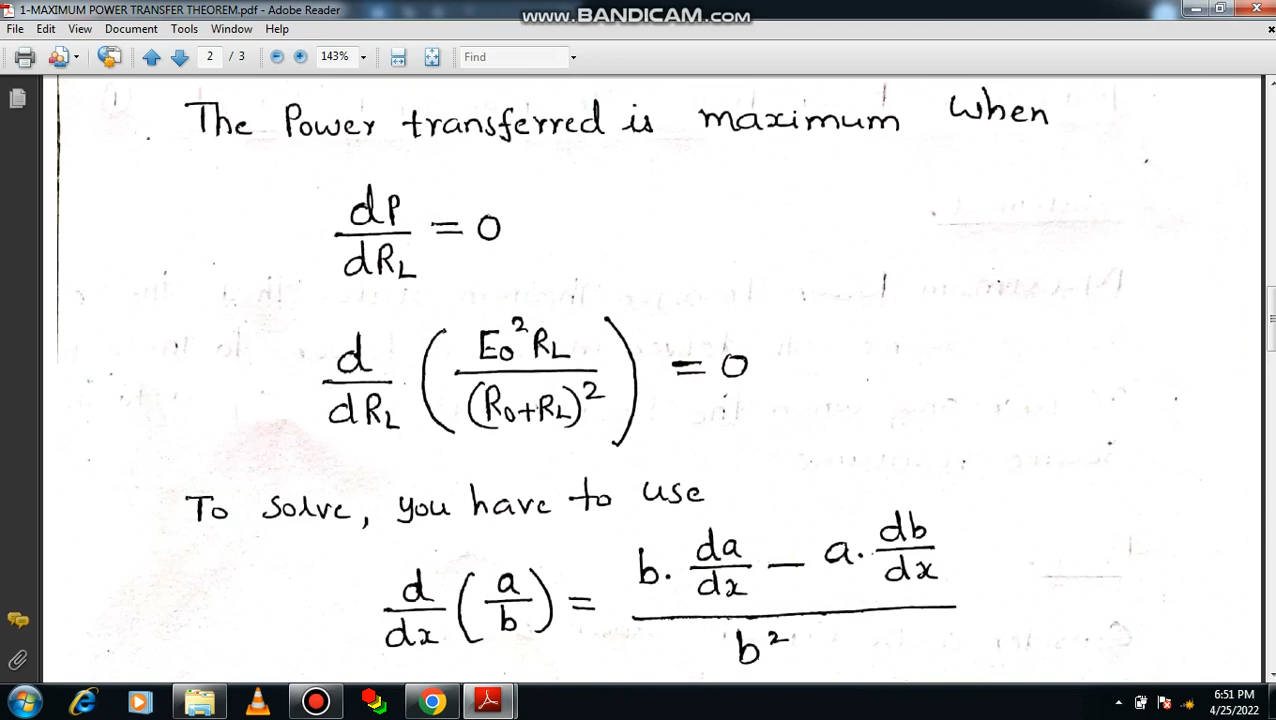 1-MAXIMUM POWER TRANSFER THEOREM.pdf - Adobe Reader
www.BANDICAM.com
File Edit View Document Tools Window Help
2 / 3 143% Find
The Power transferred is maximum when
dP/dRL = 0
d/dRL (E0²RL/(R0+RL)²) = 0
To solve, you have to use
d/dx (a/b) = (b. da/dx − a. db/dx)/b²
6:51 PM
4/25/2022